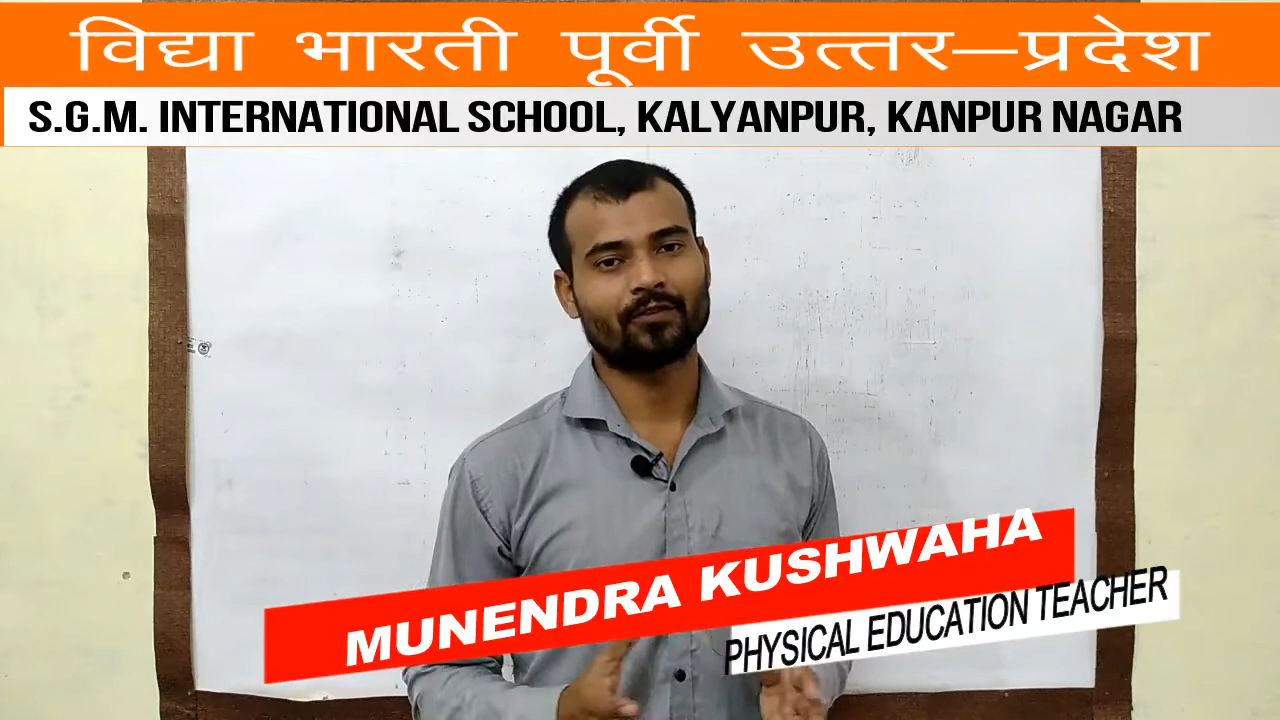 विद्या भारती पूर्वी उत्तर–प्रदेश
S.G.M. INTERNATIONAL SCHOOL, KALYANPUR, KANPUR NAGAR
MUNENDRA KUSHWAHA
PHYSICAL EDUCATION TEACHER